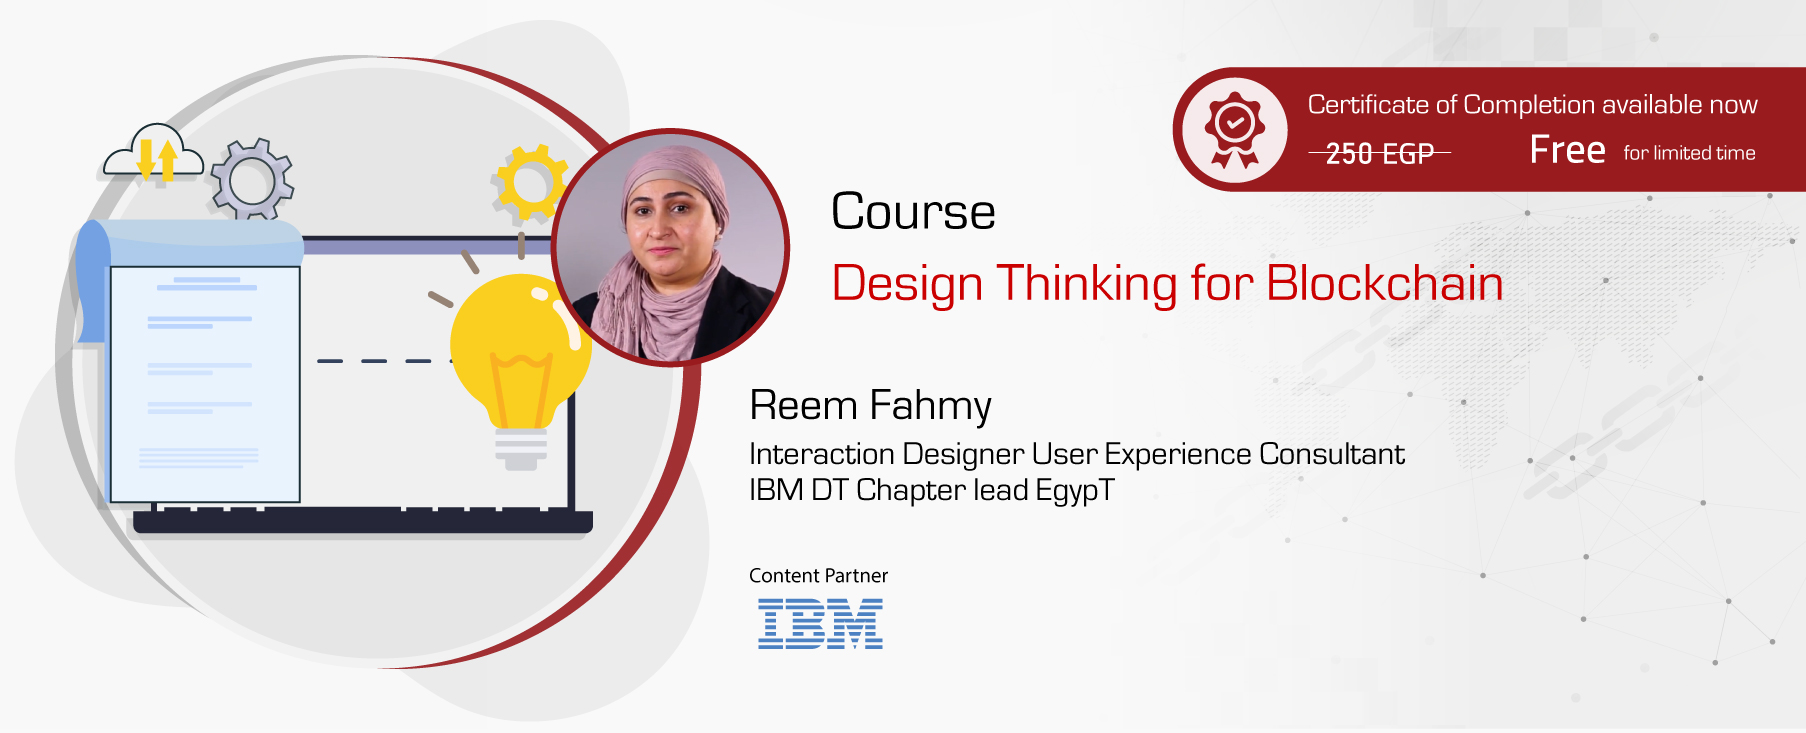 Certificate of Completion available now
250 EGP Free for limited time
Course
Design Thinking for Blockchain
Reem Fahmy
Interaction Designer User Experience Consultant
IBM DT Chapter lead EgypT
Content Partner
IBM